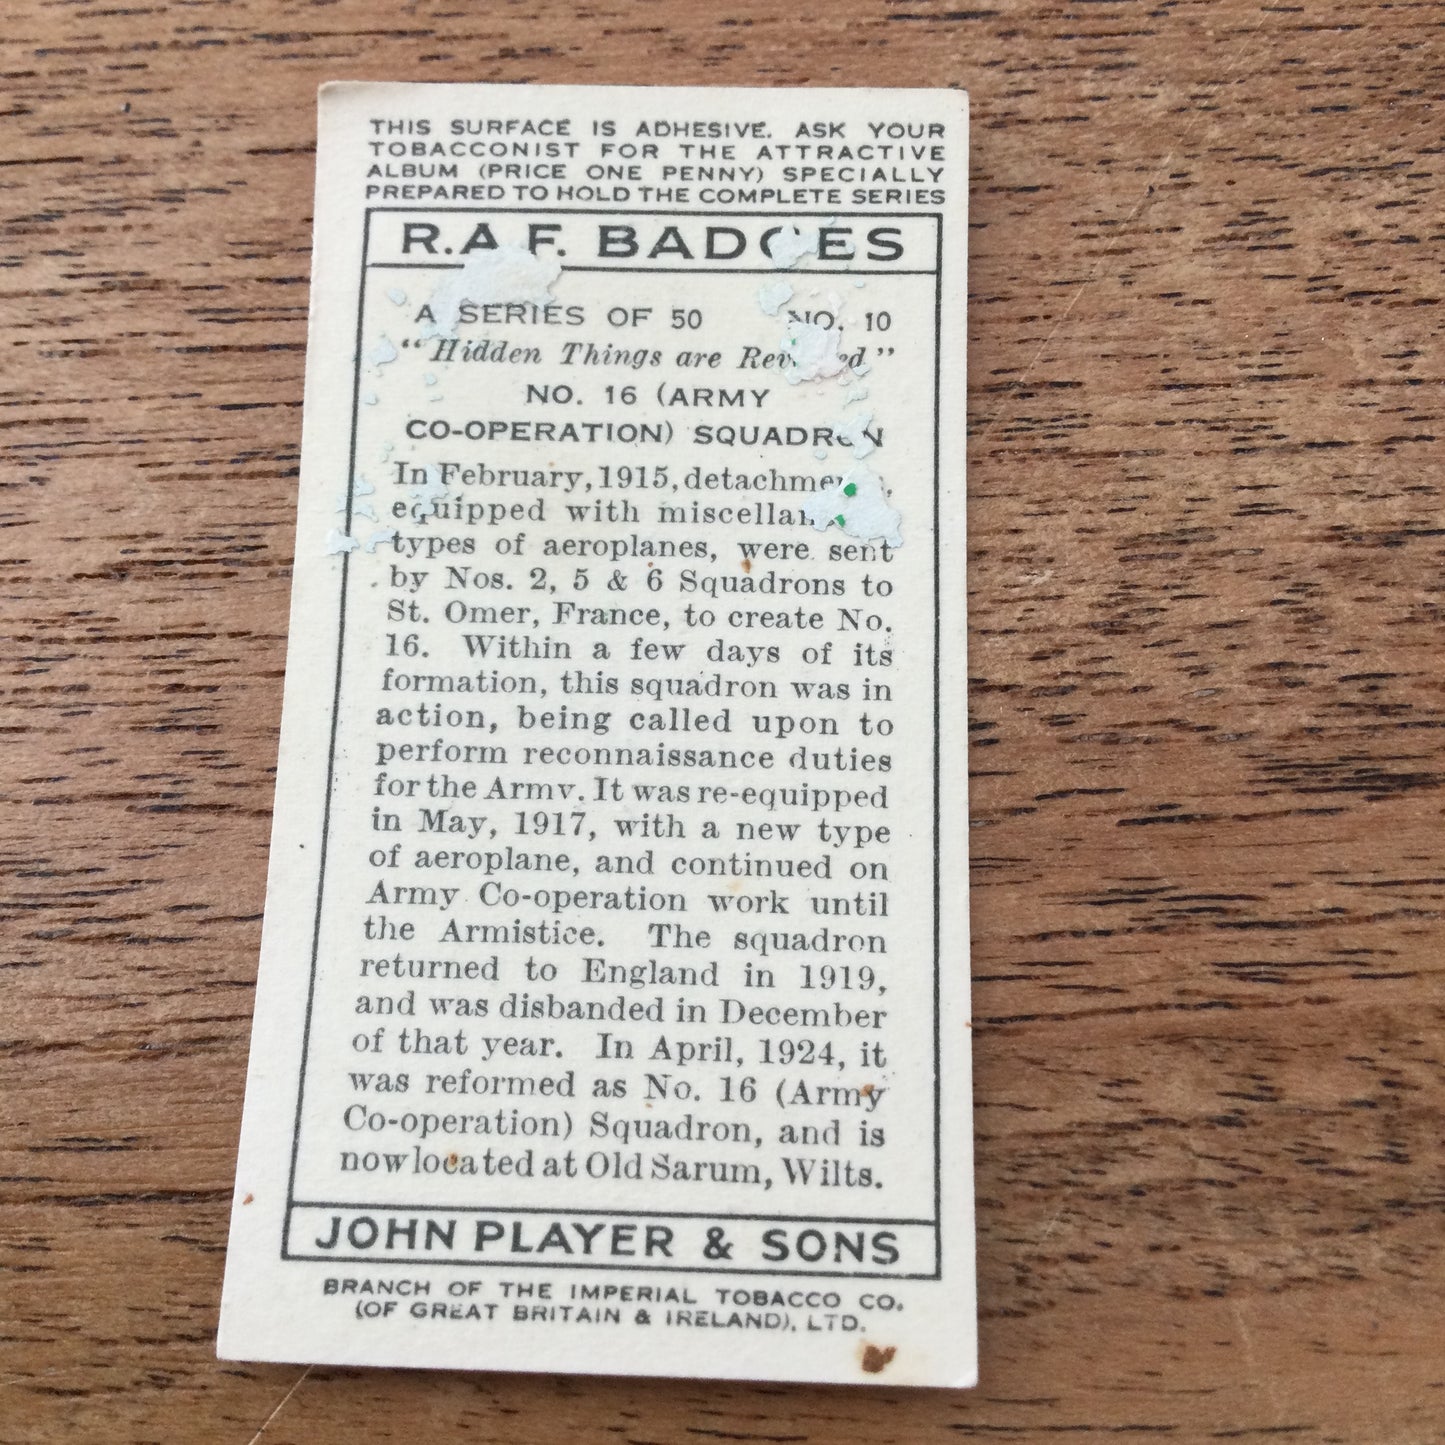 THIS SURFACE IS ADHESIVE. ASK YOUR
TOBACCONIST FOR THE ATTRACTIVE
ALBUM (PRICE ONE PENNY) SPECIALLY
PREPARED TO HOLD THE COMPLETE SERIES
R.A.F. BADGES
A SERIES OF 50 NO. 10
"Hidden Things are Revealed"
NO. 16 (ARMY
CO-OPERATION) SQUADRON
In February, 1915, detachments,
equipped with miscellaneous
types of aeroplanes, were sent
by Nos. 2, 5 & 6 Squadrons to
St. Omer, France, to create No.
16. Within a few days of its
formation, this squadron was in
action, being called upon to
perform reconnaissance duties
for the Army. It was re-equipped
in May, 1917, with a new type
of aeroplane, and continued on
Army Co-operation work until
the Armistice. The squadron
returned to England in 1919,
and was disbanded in December
of that year. In April, 1924, it
was reformed as No. 16 (Army
Co-operation) Squadron, and is
now located at Old Sarum, Wilts.
JOHN PLAYER & SONS
BRANCH OF THE IMPERIAL TOBACCO CO.
(OF GREAT BRITAIN & IRELAND), LTD.